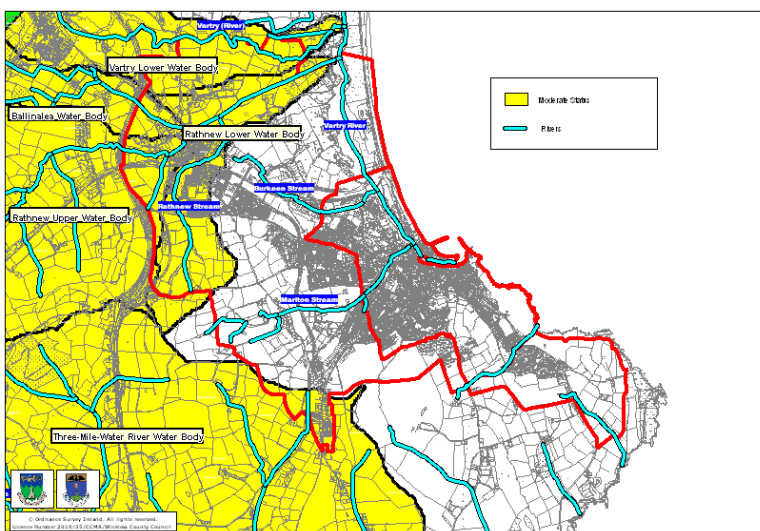 Vartry (River)
Vartry Lower Water Body
Moderate Status
Rivers
Ballinalea Water Body
Rathnew Lower Water Body
Vartry River
Burkeen Stream
Rathnew Stream
Rathnew Upper Water Body
Marlton Stream
Three-Mile-Water River Water Body
© Ordnance Survey Ireland. All rights reserved.
Licence Number 2010/35/CCMA/Wicklow County Council